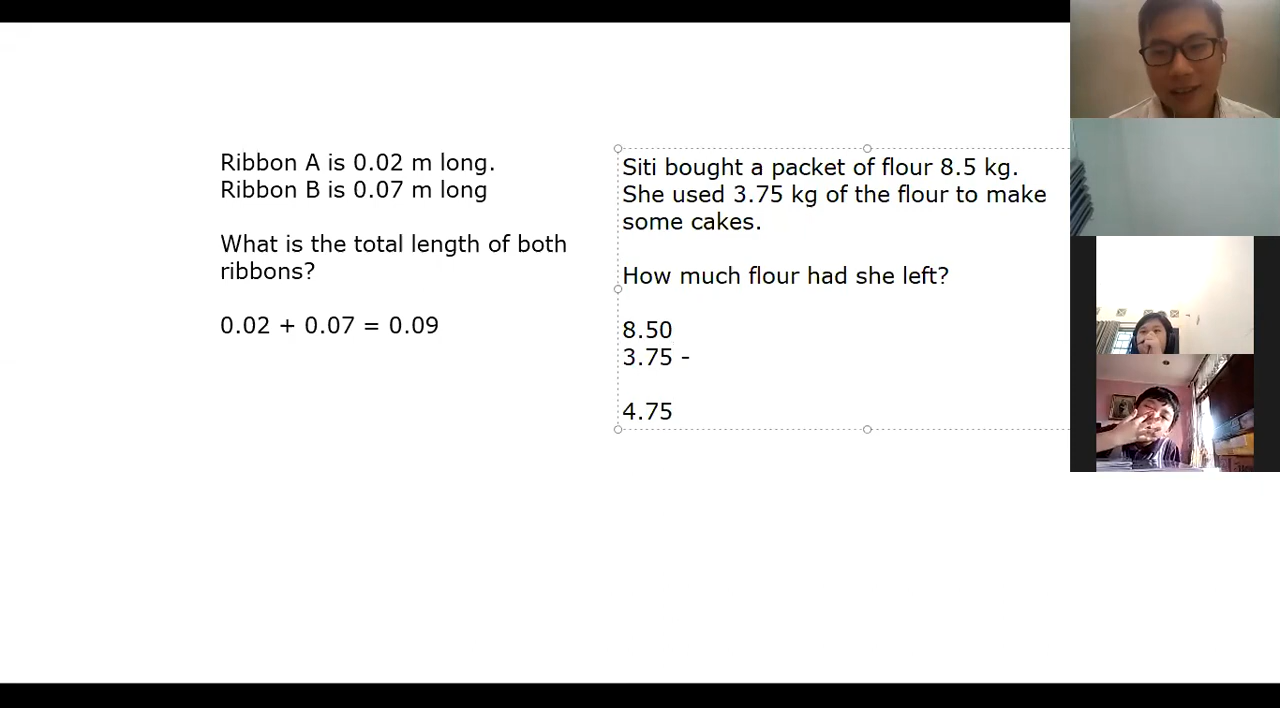 Ribbon A is 0.02 m long.
Ribbon B is 0.07 m long
What is the total length of both
ribbons?
0.02 + 0.07 = 0.09
Siti bought a packet of flour 8.5 kg.
She used 3.75 kg of the flour to make
some cakes.
How much flour had she left?
8.50
3.75 -
4.75